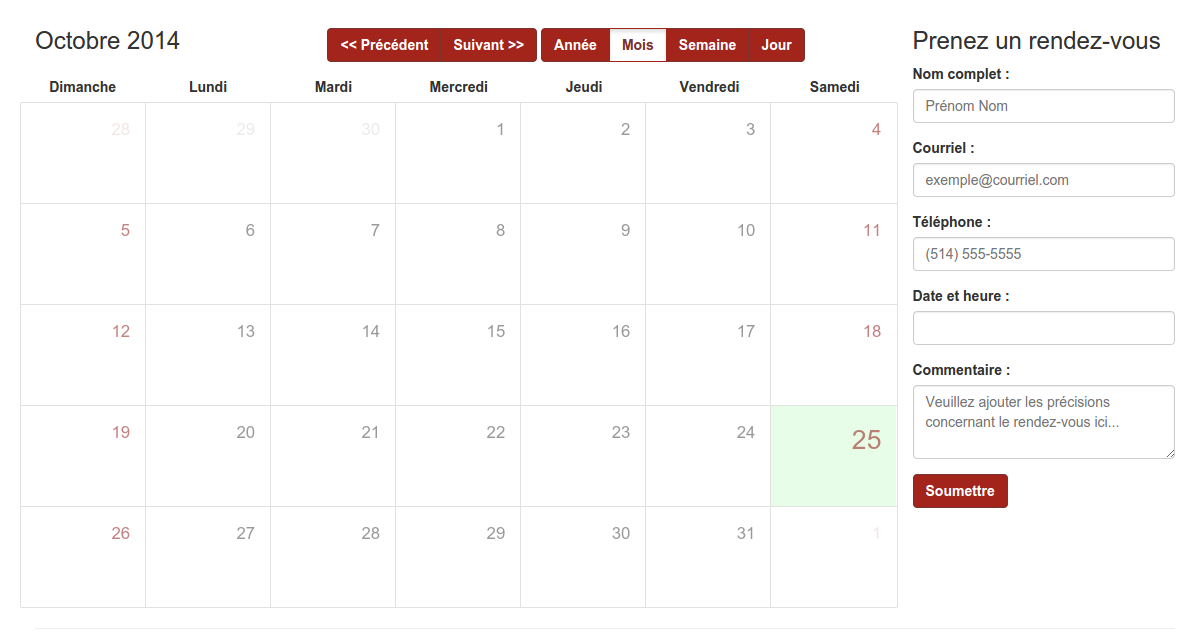 Octobre 2014
<< Précédent Suivant >> Année Mois Semaine Jour
Dimanche Lundi Mardi Mercredi Jeudi Vendredi Samedi
28 29 30 1 2 3 4
5 6 7 8 9 10 11
12 13 14 15 16 17 18
19 20 21 22 23 24 25
26 27 28 29 30 31 1
Prenez un rendez-vous
Nom complet :
Prénom Nom
Courriel :
exemple@courriel.com
Téléphone :
(514) 555-5555
Date et heure :
Commentaire :
Veuillez ajouter les précisions
concernant le rendez-vous ici...
Soumettre